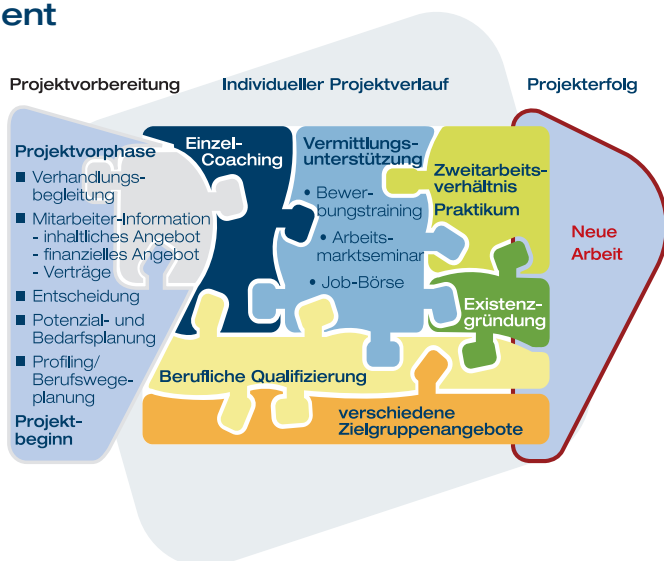 ent
Projektvorbereitung
Individueller Projektverlauf
Projekterfolg
Projektvorphase
■ Verhandlungs-
begleitung
■ Mitarbeiter-Information
- inhaltliches Angebot
- finanzielles Angebot
- Verträge
■ Entscheidung
■ Potenzial- und
Bedarfsplanung
■ Profiling/
Berufswege-
planung
Projekt-
beginn
Einzel-
Coaching
Vermittlungs-
unterstützung
• Bewer-
bungstraining
• Arbeits-
marktseminar
• Job-Börse
Zweitarbeits-
verhältnis
Praktikum
Existenz-
gründung
Berufliche Qualifizierung
verschiedene
Zielgruppenangebote
Neue
Arbeit